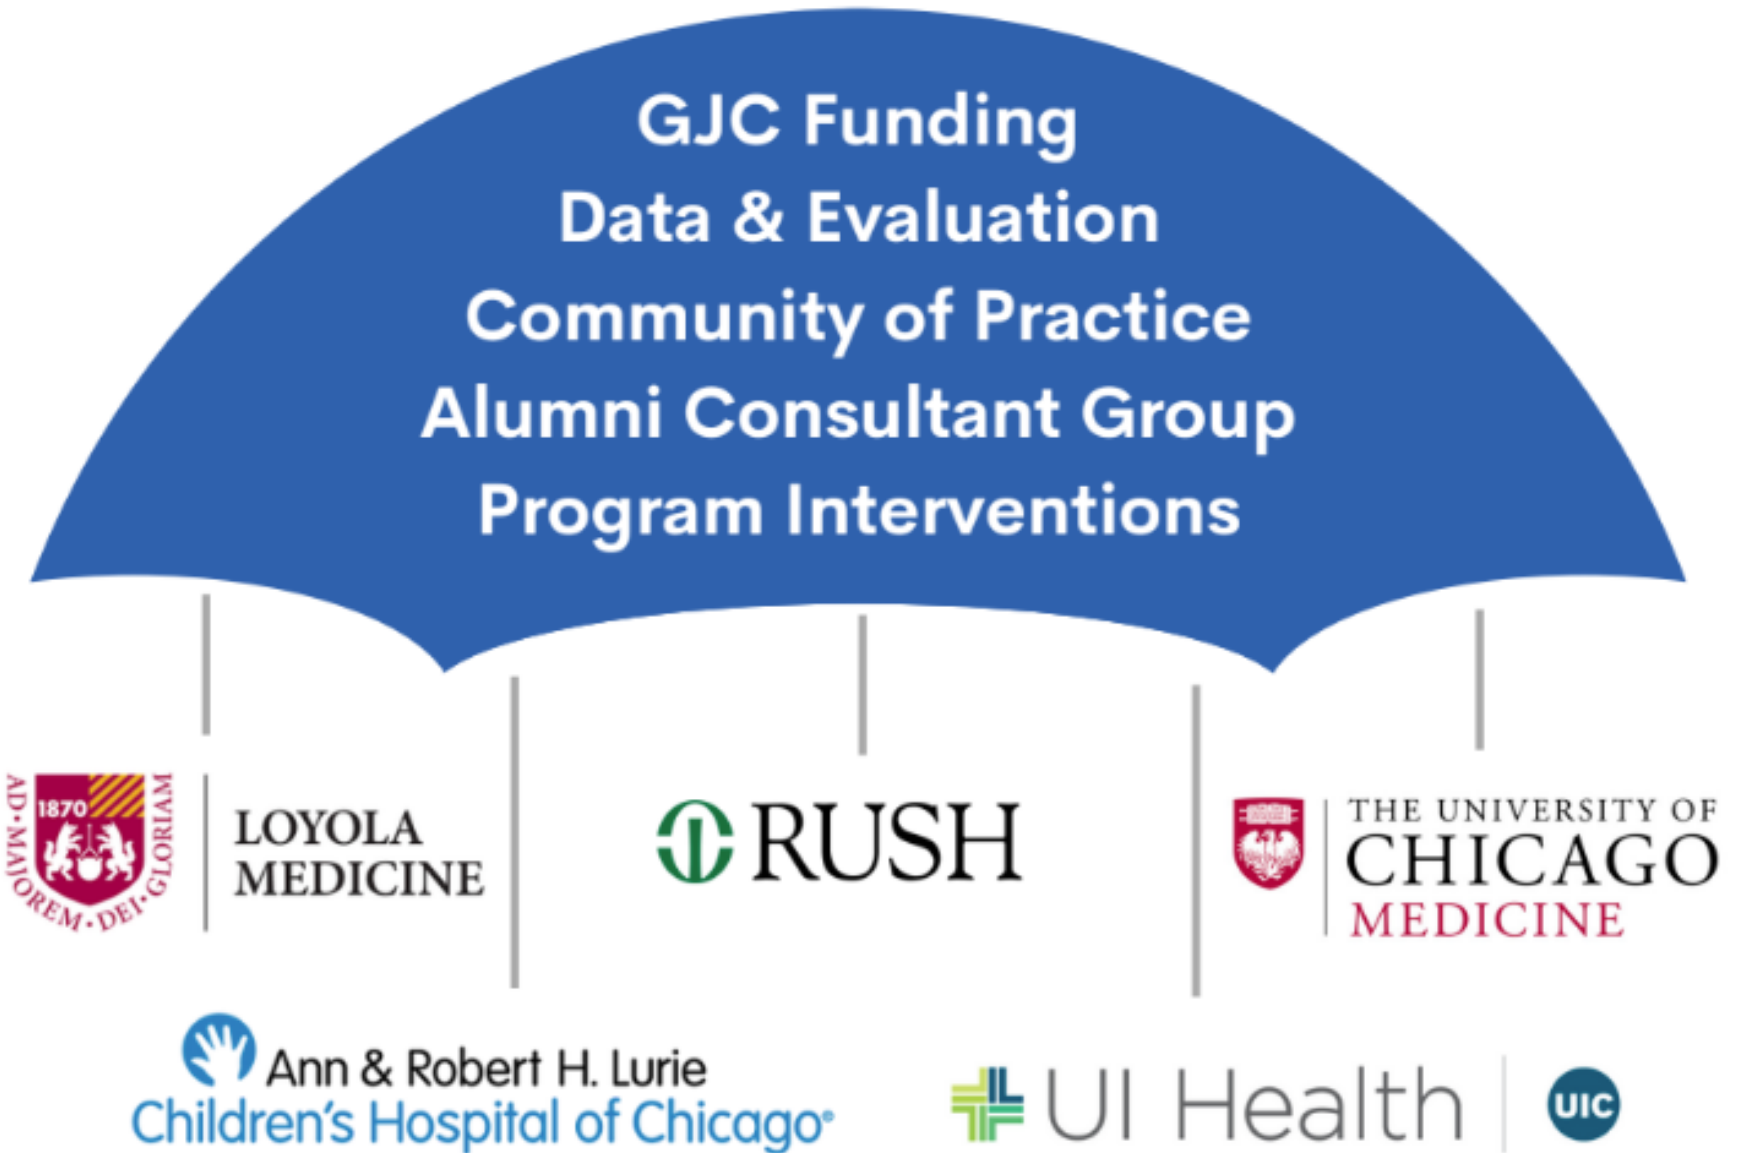 GJC Funding
Data & Evaluation
Community of Practice
Alumni Consultant Group
Program Interventions
1870
AD·MAJOREM·DEI·GLORIAM
LOYOLA
MEDICINE
RUSH
THE UNIVERSITY OF
CHICAGO
MEDICINE
Ann & Robert H. Lurie
Children's Hospital of Chicago®
UI Health
UIC